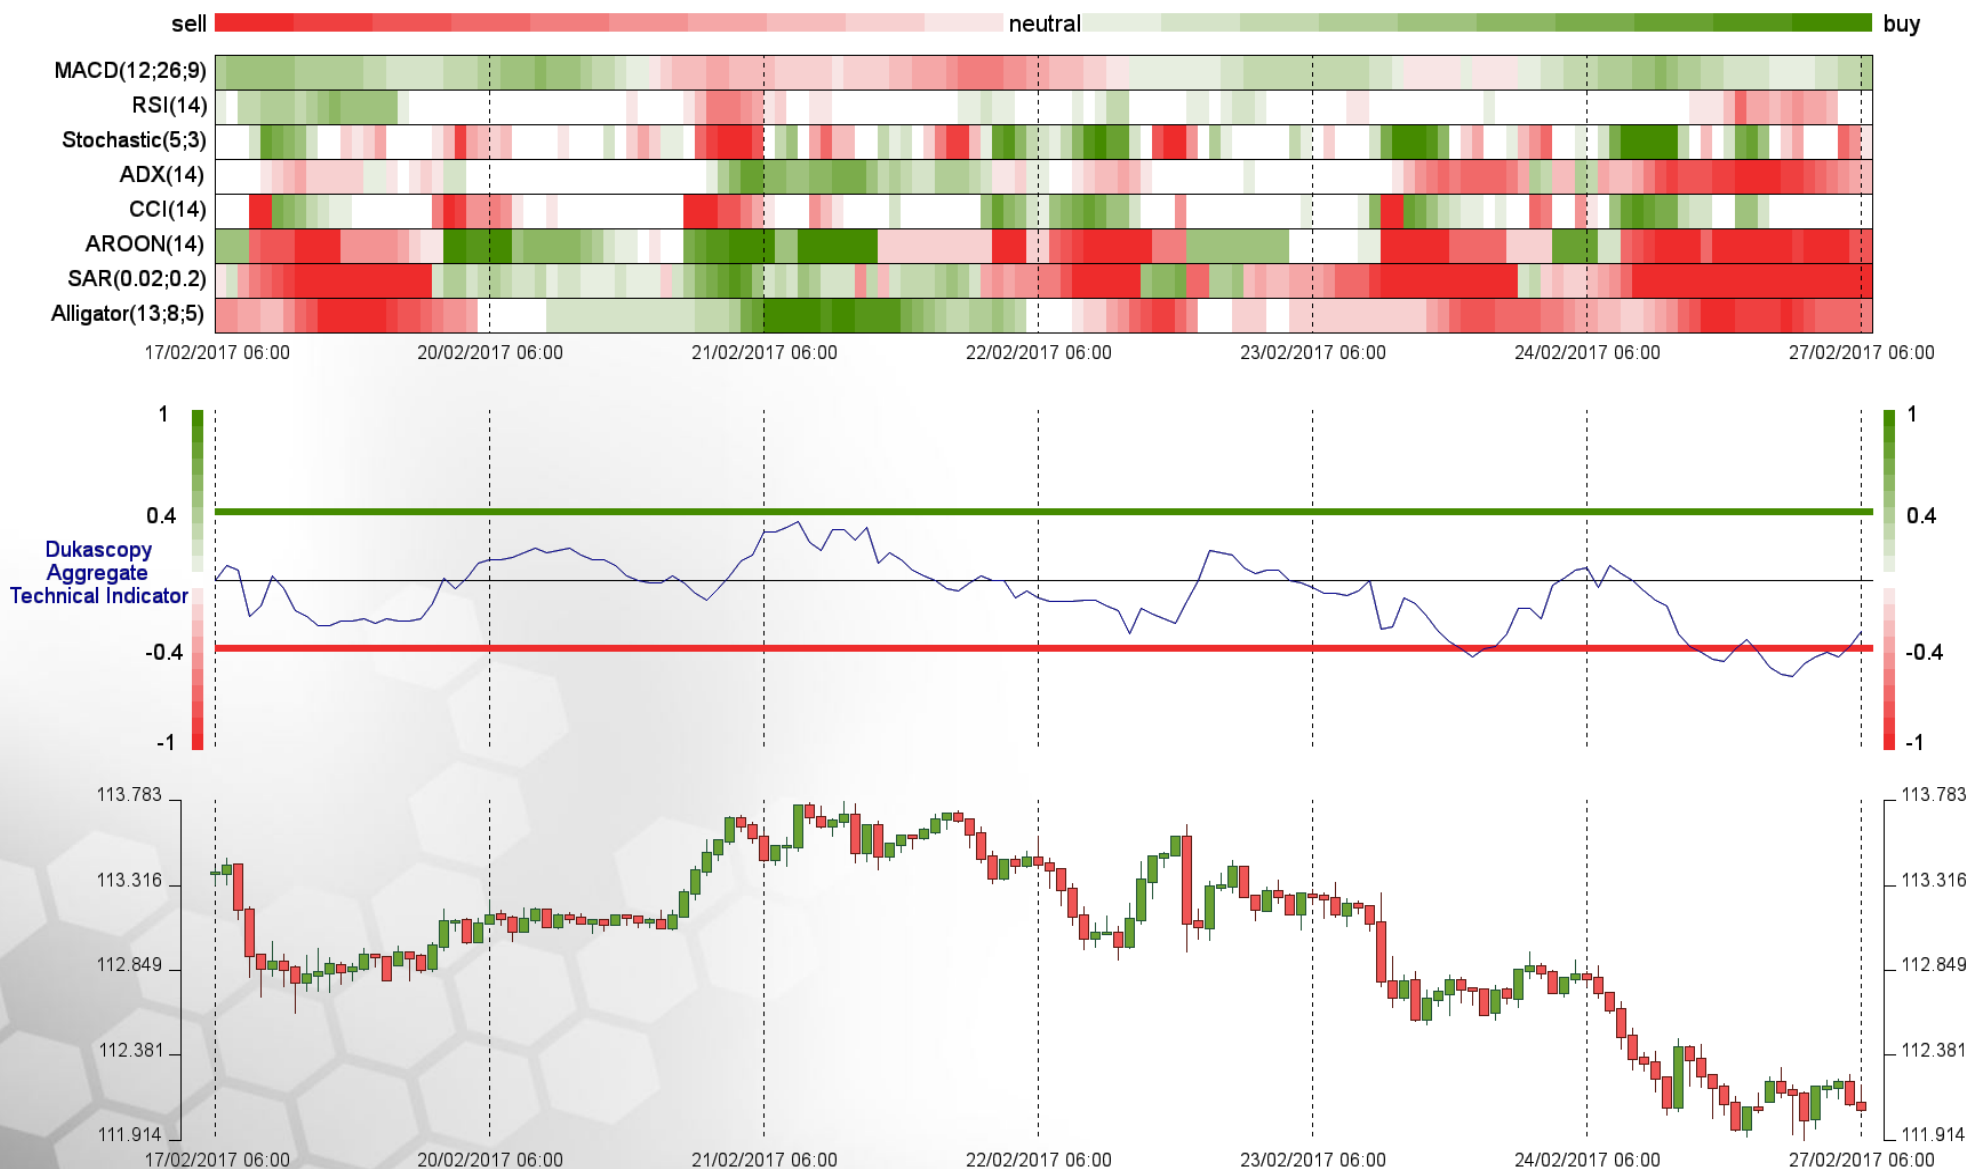 sell neutral buy
MACD(12;26;9)
RSI(14)
Stochastic(5;3)
ADX(14)
CCI(14)
AROON(14)
SAR(0.02;0.2)
Alligator(13;8;5)
17/02/2017 06:00 20/02/2017 06:00 21/02/2017 06:00 22/02/2017 06:00 23/02/2017 06:00 24/02/2017 06:00 27/02/2017 06:00
1 1
0.4 0.4
Dukascopy
Aggregate
Technical Indicator
-0.4 -0.4
-1 -1
113.783 113.783
113.316 113.316
112.849 112.849
112.381 112.381
111.914 111.914
17/02/2017 06:00 20/02/2017 06:00 21/02/2017 06:00 22/02/2017 06:00 23/02/2017 06:00 24/02/2017 06:00 27/02/2017 06:00